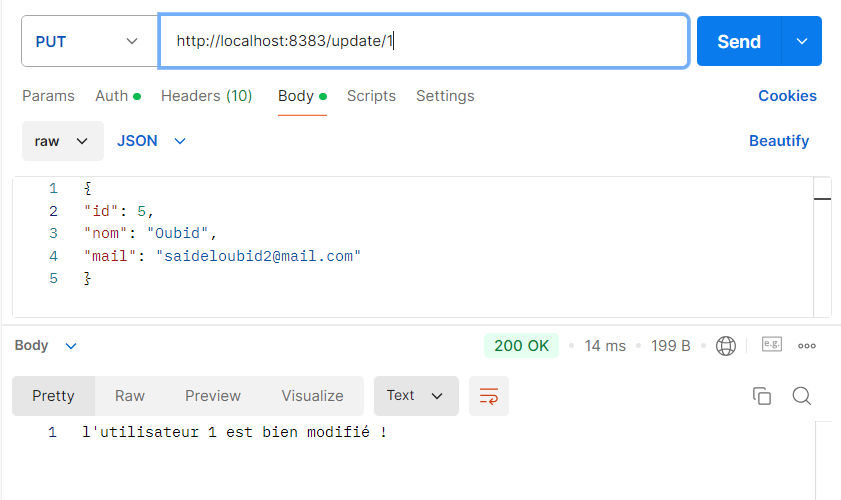 PUT http://localhost:8383/update/1 Send
Params Auth Headers (10) Body Scripts Settings Cookies
raw JSON Beautify
1 {
2 "id": 5,
3 "nom": "Oubid",
4 "mail": "saideloubid2@mail.com"
5 }
Body 200 OK 14 ms 199 B e.g.
Pretty Raw Preview Visualize Text
1 l'utilisateur 1 est bien modifié !